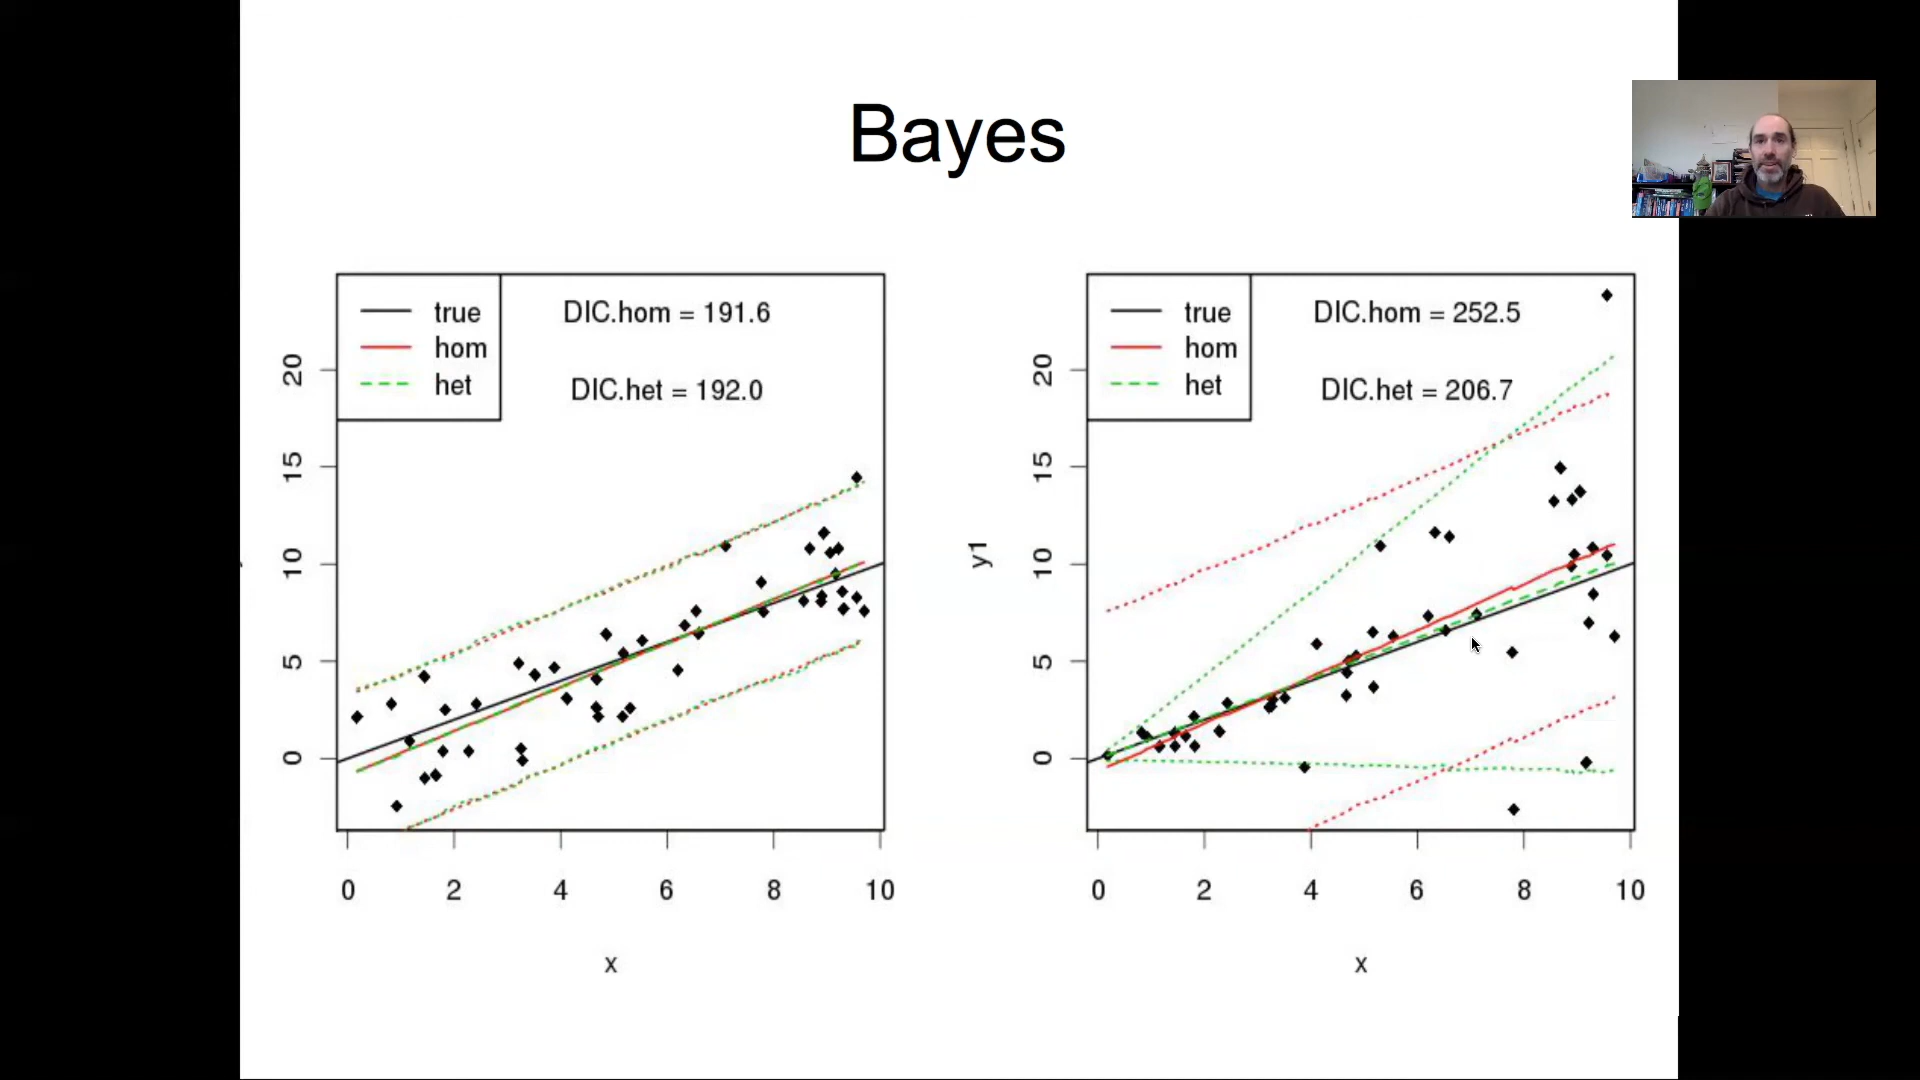 Bayes
true
hom
het
DIC.hom = 191.6
DIC.het = 192.0
20
15
10
5
0
0 2 4 6 8 10
x
true
hom
het
DIC.hom = 252.5
DIC.het = 206.7
y1
20
15
10
5
0
0 2 4 6 8 10
x